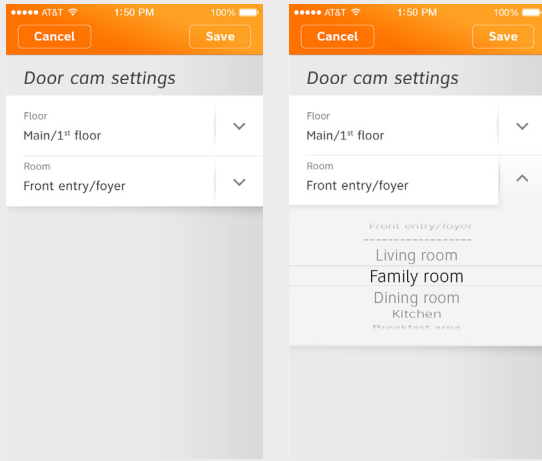 AT&T 1:50 PM 100%
Cancel Save
Door cam settings
Floor
Main/1st floor
Room
Front entry/foyer
AT&T 1:50 PM 100%
Cancel Save
Door cam settings
Floor
Main/1st floor
Room
Front entry/foyer
Front entry/foyer
Living room
Family room
Dining room
Kitchen
Breakfast area